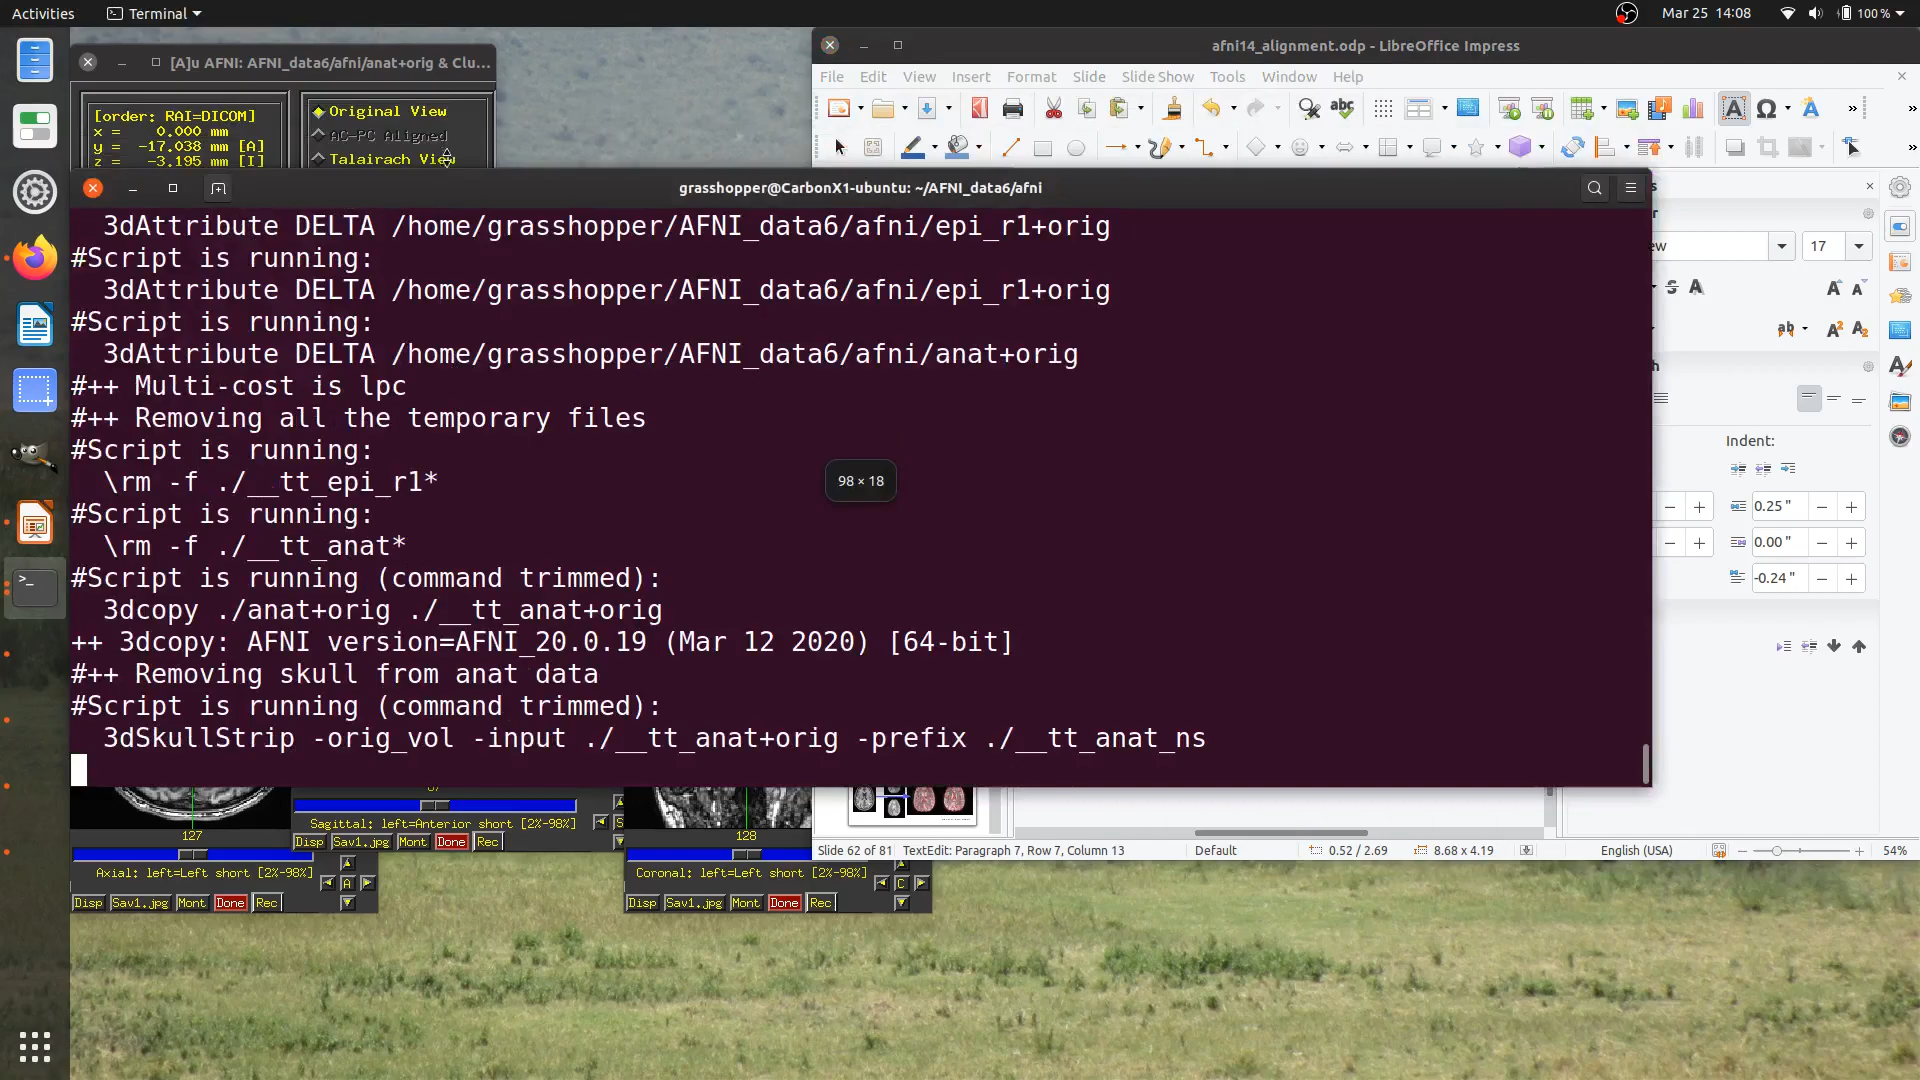 Activities
Terminal
Mar 25 14:08
100 %
[A]u AFNI: AFNI_data6/afni/anat+orig & Clu...
[order: RAI=DICOM]
x = 0.000 mm
y = -17.038 mm [A]
z = -3.195 mm [I]
Original View
AC-PC Aligned
Talairach View
afni14_alignment.odp - LibreOffice Impress
File Edit View Insert Format Slide Slide Show Tools Window Help
grasshopper@CarbonX1-ubuntu: ~/AFNI_data6/afni
3dAttribute DELTA /home/grasshopper/AFNI_data6/afni/epi_r1+orig
#Script is running:
3dAttribute DELTA /home/grasshopper/AFNI_data6/afni/epi_r1+orig
#Script is running:
3dAttribute DELTA /home/grasshopper/AFNI_data6/afni/anat+orig
#++ Multi-cost is lpc
#++ Removing all the temporary files
#Script is running:
\rm -f ./__tt_epi_r1*
#Script is running:
\rm -f ./__tt_anat*
#Script is running (command trimmed):
3dcopy ./anat+orig ./__tt_anat+orig
++ 3dcopy: AFNI version=AFNI_20.0.19 (Mar 12 2020) [64-bit]
#++ Removing skull from anat data
#Script is running (command trimmed):
3dSkullStrip -orig_vol -input ./__tt_anat+orig -prefix ./__tt_anat_ns
98 × 18
17
Indent:
0.25 "
0.00 "
-0.24 "
Sagittal: left=Anterior short [2%-98%]
Disp Sav1.jpg Mont Done Rec
127
Axial: left=Left short [2%-98%]
A
Disp Sav1.jpg Mont Done Rec
128
Coronal: left=Left short [2%-98%]
C
Disp Sav1.jpg Mont Done Rec
Slide 62 of 81
TextEdit: Paragraph 7, Row 7, Column 13
Default
0.52 / 2.69
8.68 x 4.19
English (USA)
54%